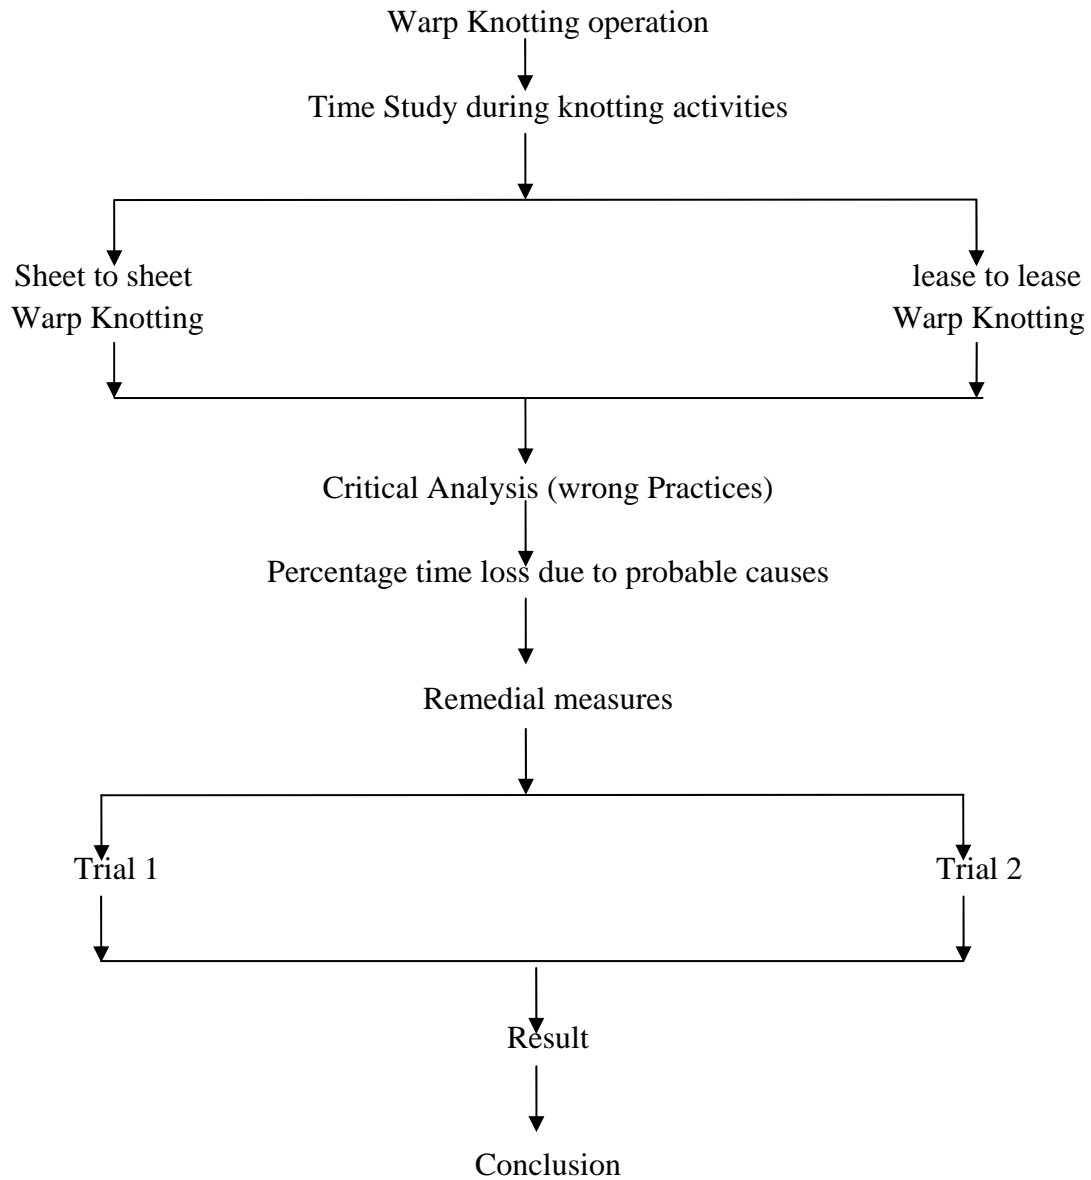 Warp Knotting operation
Time Study during knotting activities
Sheet to sheet
Warp Knotting
lease to lease
Warp Knotting
Critical Analysis (wrong Practices)
Percentage time loss due to probable causes
Remedial measures
Trial 1
Trial 2
Result
Conclusion